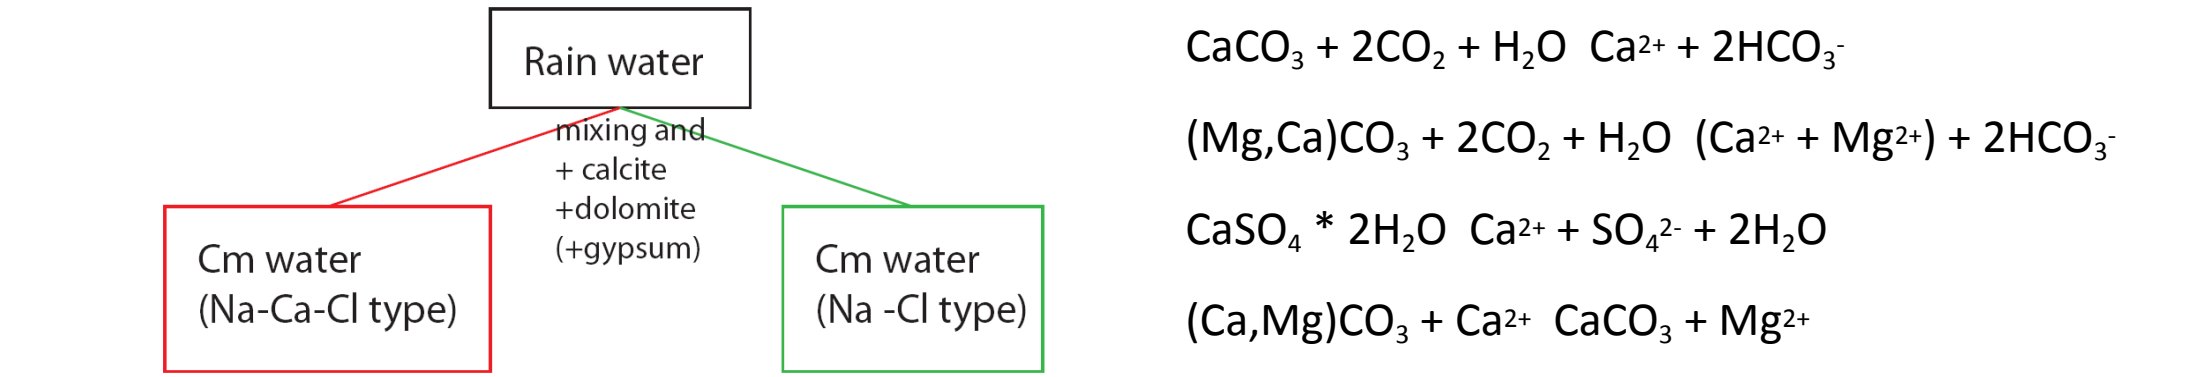 Rain water
mixing and
+ calcite
+dolomite
(+gypsum)
Cm water
(Na-Ca-Cl type)
Cm water
(Na -Cl type)
CaCO₃ + 2CO₂ + H₂O  Ca²⁺ + 2HCO₃⁻
(Mg,Ca)CO₃ + 2CO₂ + H₂O  (Ca²⁺ + Mg²⁺) + 2HCO₃⁻
CaSO₄ * 2H₂O  Ca²⁺ + SO₄²⁻ + 2H₂O
(Ca,Mg)CO₃ + Ca²⁺  CaCO₃ + Mg²⁺